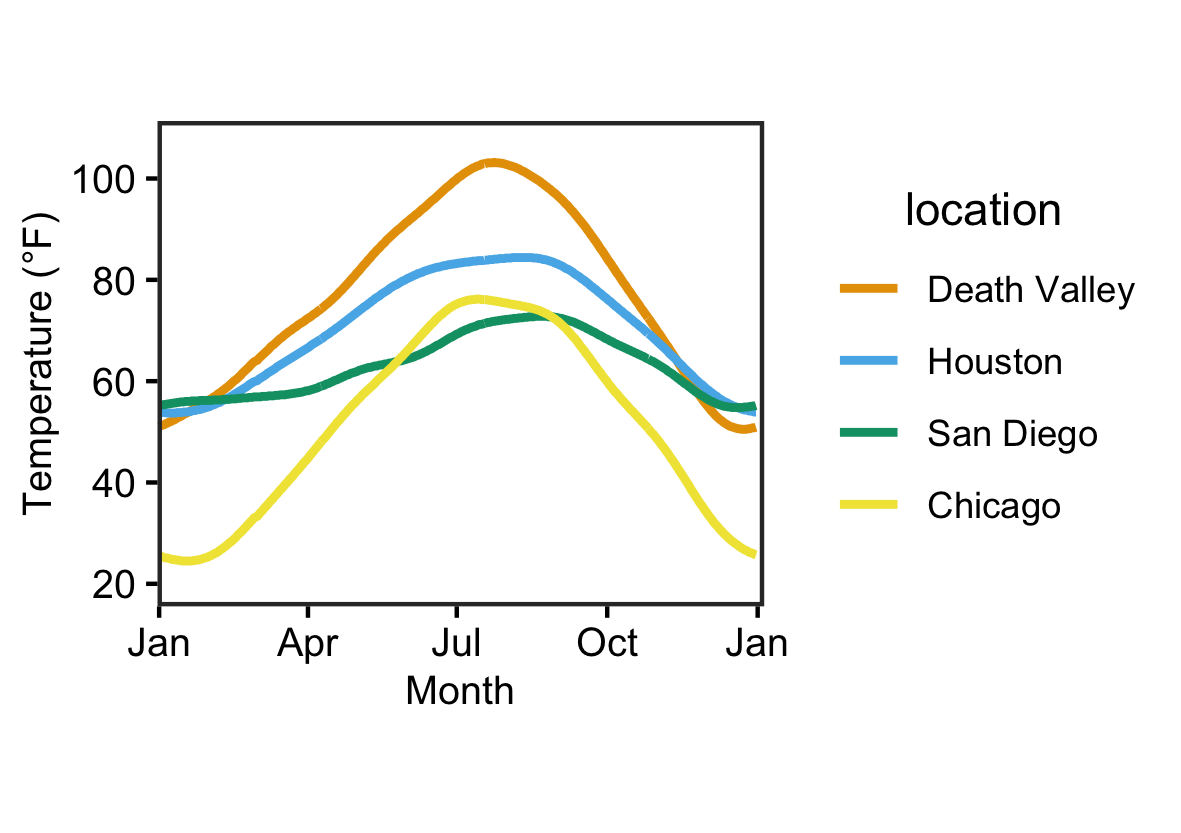 100
80
60
40
20
Temperature (°F)
Jan Apr Jul Oct Jan
Month
location
Death Valley
Houston
San Diego
Chicago